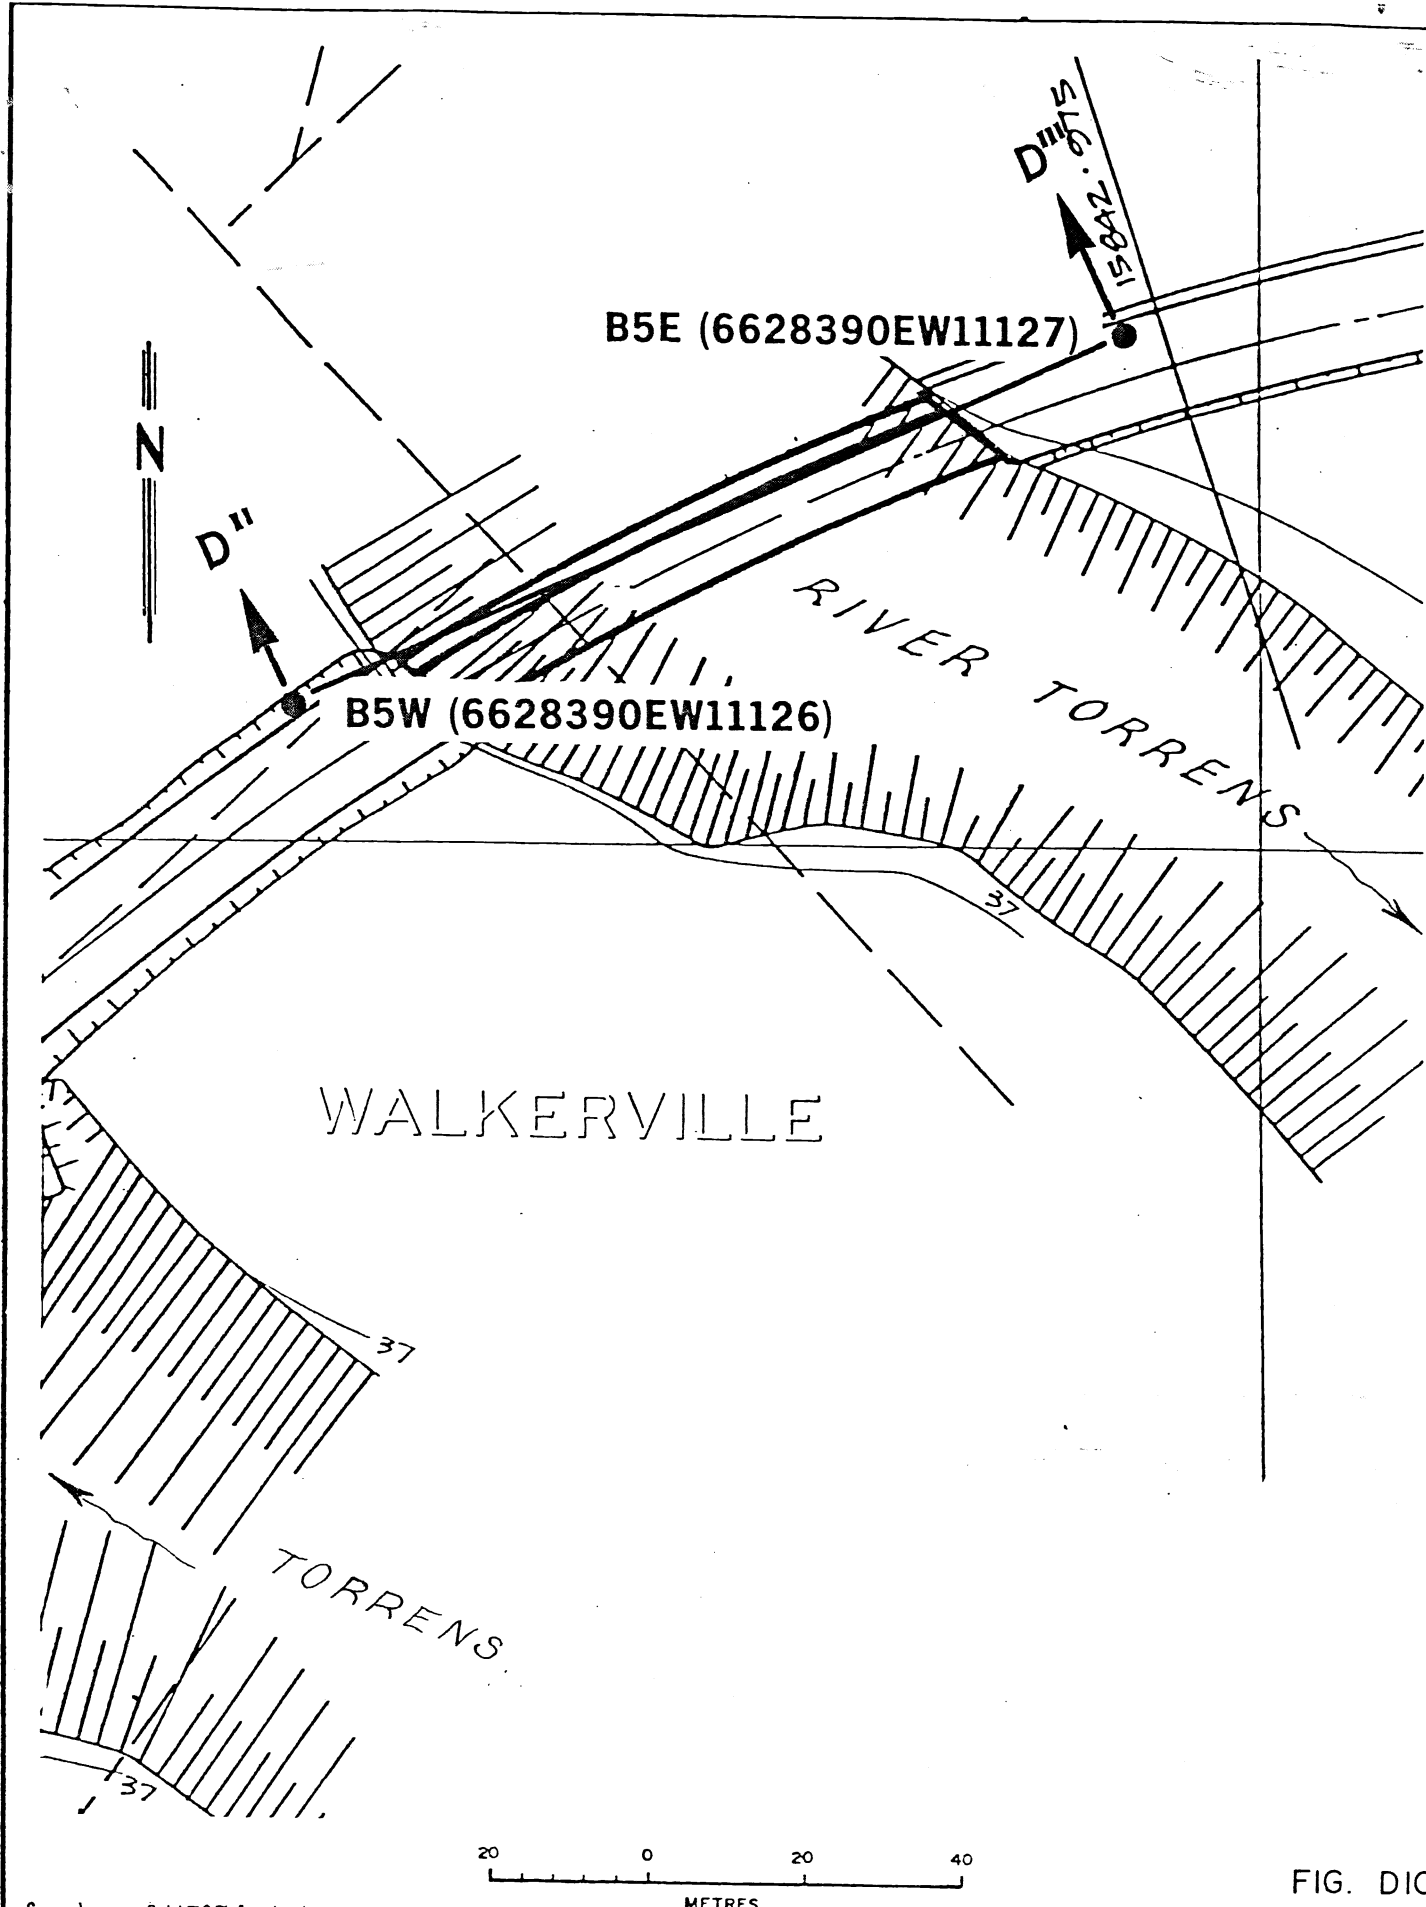 15842.975
D'''
B5E (6628390EW11127)
N
D''
RIVER TORRENS
B5W (6628390EW11126)
37
WALKERVILLE
37
TORRENS
37
20 0 20 40
METRES
FIG. D10